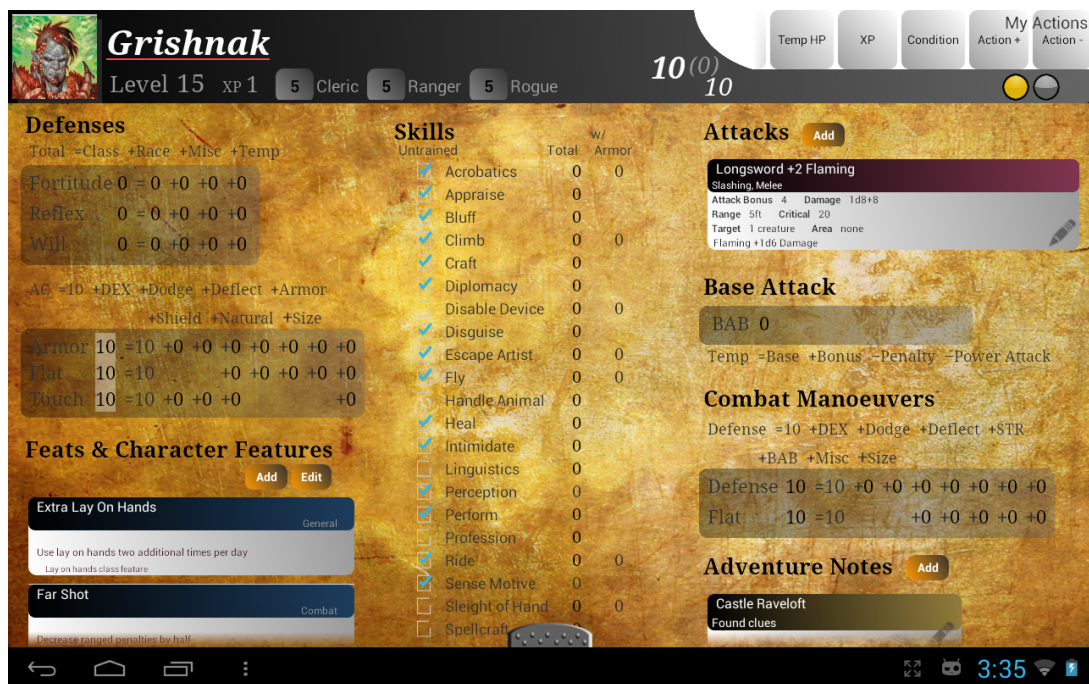 Grishnak
Level 15 XP 1 5 Cleric 5 Ranger 5 Rogue
10 (0)
10
Temp HP XP Condition Action + Action -
My Actions
Defenses
Total =Class +Race +Misc +Temp
Fortitude 0 = 0 +0 +0 +0
Reflex 0 = 0 +0 +0 +0
Will 0 = 0 +0 +0 +0
AC =10 +DEX +Dodge +Deflect +Armor
+Shield +Natural +Size
Armor 10 =10 +0 +0 +0 +0 +0 +0 +0
Flat 10 =10 +0 +0 +0 +0 +0
Touch 10 =10 +0 +0 +0 +0
Feats & Character Features
Add Edit
Extra Lay On Hands
General
Use lay on hands two additional times per day
Lay on hands class feature
Far Shot
Combat
Decrease ranged penalties by half
Skills
w/
Untrained Total Armor
Acrobatics 0 0
Appraise 0
Bluff 0
Climb 0 0
Craft 0
Diplomacy 0
Disable Device 0 0
Disguise 0
Escape Artist 0 0
Fly 0 0
Handle Animal 0
Heal 0
Intimidate 0
Linguistics 0
Perception 0
Perform 0
Profession 0
Ride 0 0
Sense Motive 0
Sleight of Hand 0 0
Spellcraft
Attacks Add
Longsword +2 Flaming
Slashing, Melee
Attack Bonus 4 Damage 1d8+8
Range 5ft Critical 20
Target 1 creature Area none
Flaming +1d6 Damage
Base Attack
BAB 0
Temp =Base +Bonus −Penalty −Power Attack
Combat Manoeuvers
Defense =10 +DEX +Dodge +Deflect +STR
+BAB +Misc +Size
Defense 10 =10 +0 +0 +0 +0 +0 +0 +0
Flat 10 =10 +0 +0 +0 +0 +0
Adventure Notes Add
Castle Raveloft
Found clues
3:35